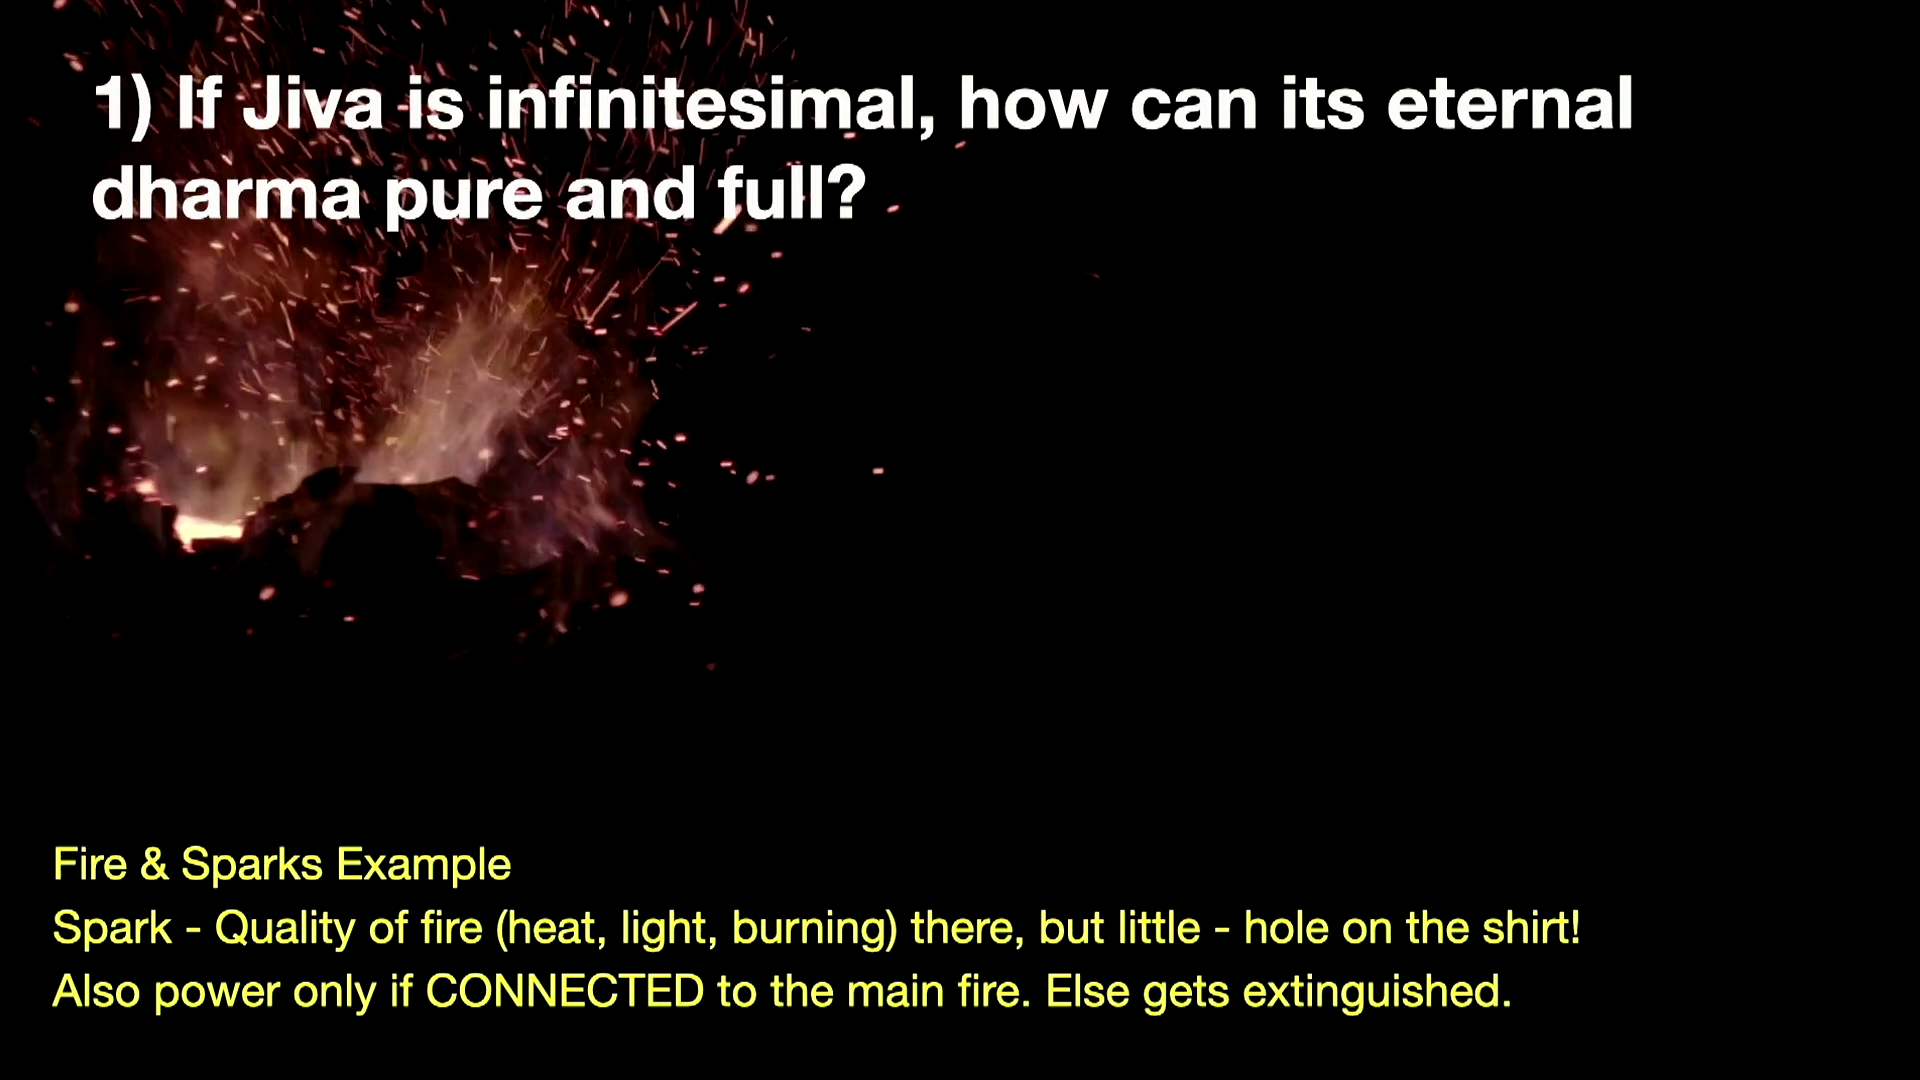 1) If Jiva is infinitesimal, how can its eternal
dharma pure and full?
Fire & Sparks Example
Spark - Quality of fire (heat, light, burning) there, but little - hole on the shirt!
Also power only if CONNECTED to the main fire. Else gets extinguished.